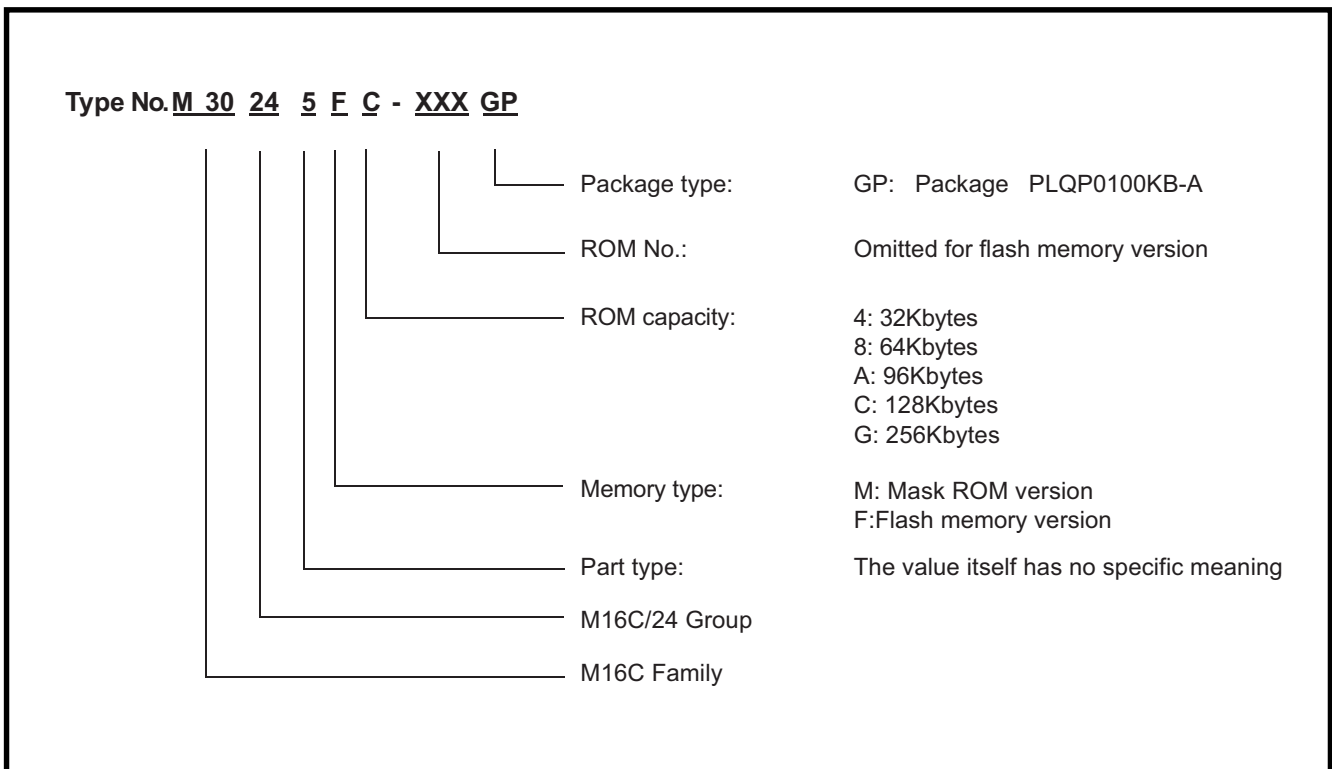 Type No. M 30 24 5 F C - XXX GP
Package type: GP: Package PLQP0100KB-A
ROM No.: Omitted for flash memory version
ROM capacity: 4: 32Kbytes
8: 64Kbytes
A: 96Kbytes
C: 128Kbytes
G: 256Kbytes
Memory type: M: Mask ROM version
F:Flash memory version
Part type: The value itself has no specific meaning
M16C/24 Group
M16C Family